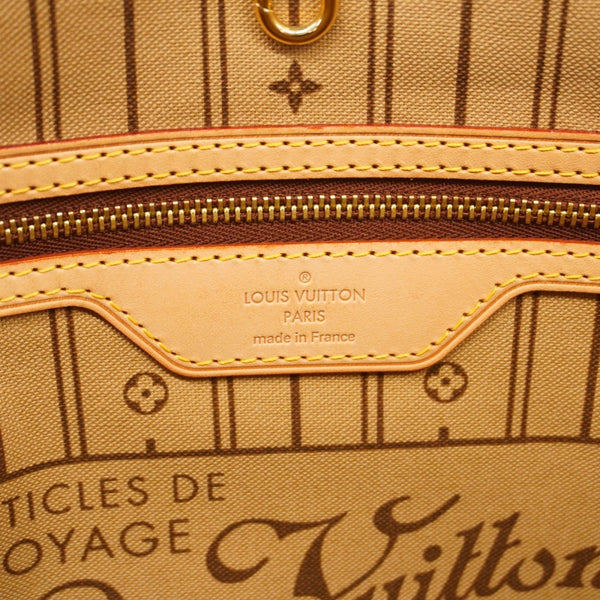 ®
LOUIS VUITTON
PARIS
made in France
TICLES DE
OYAGE
Vuitton